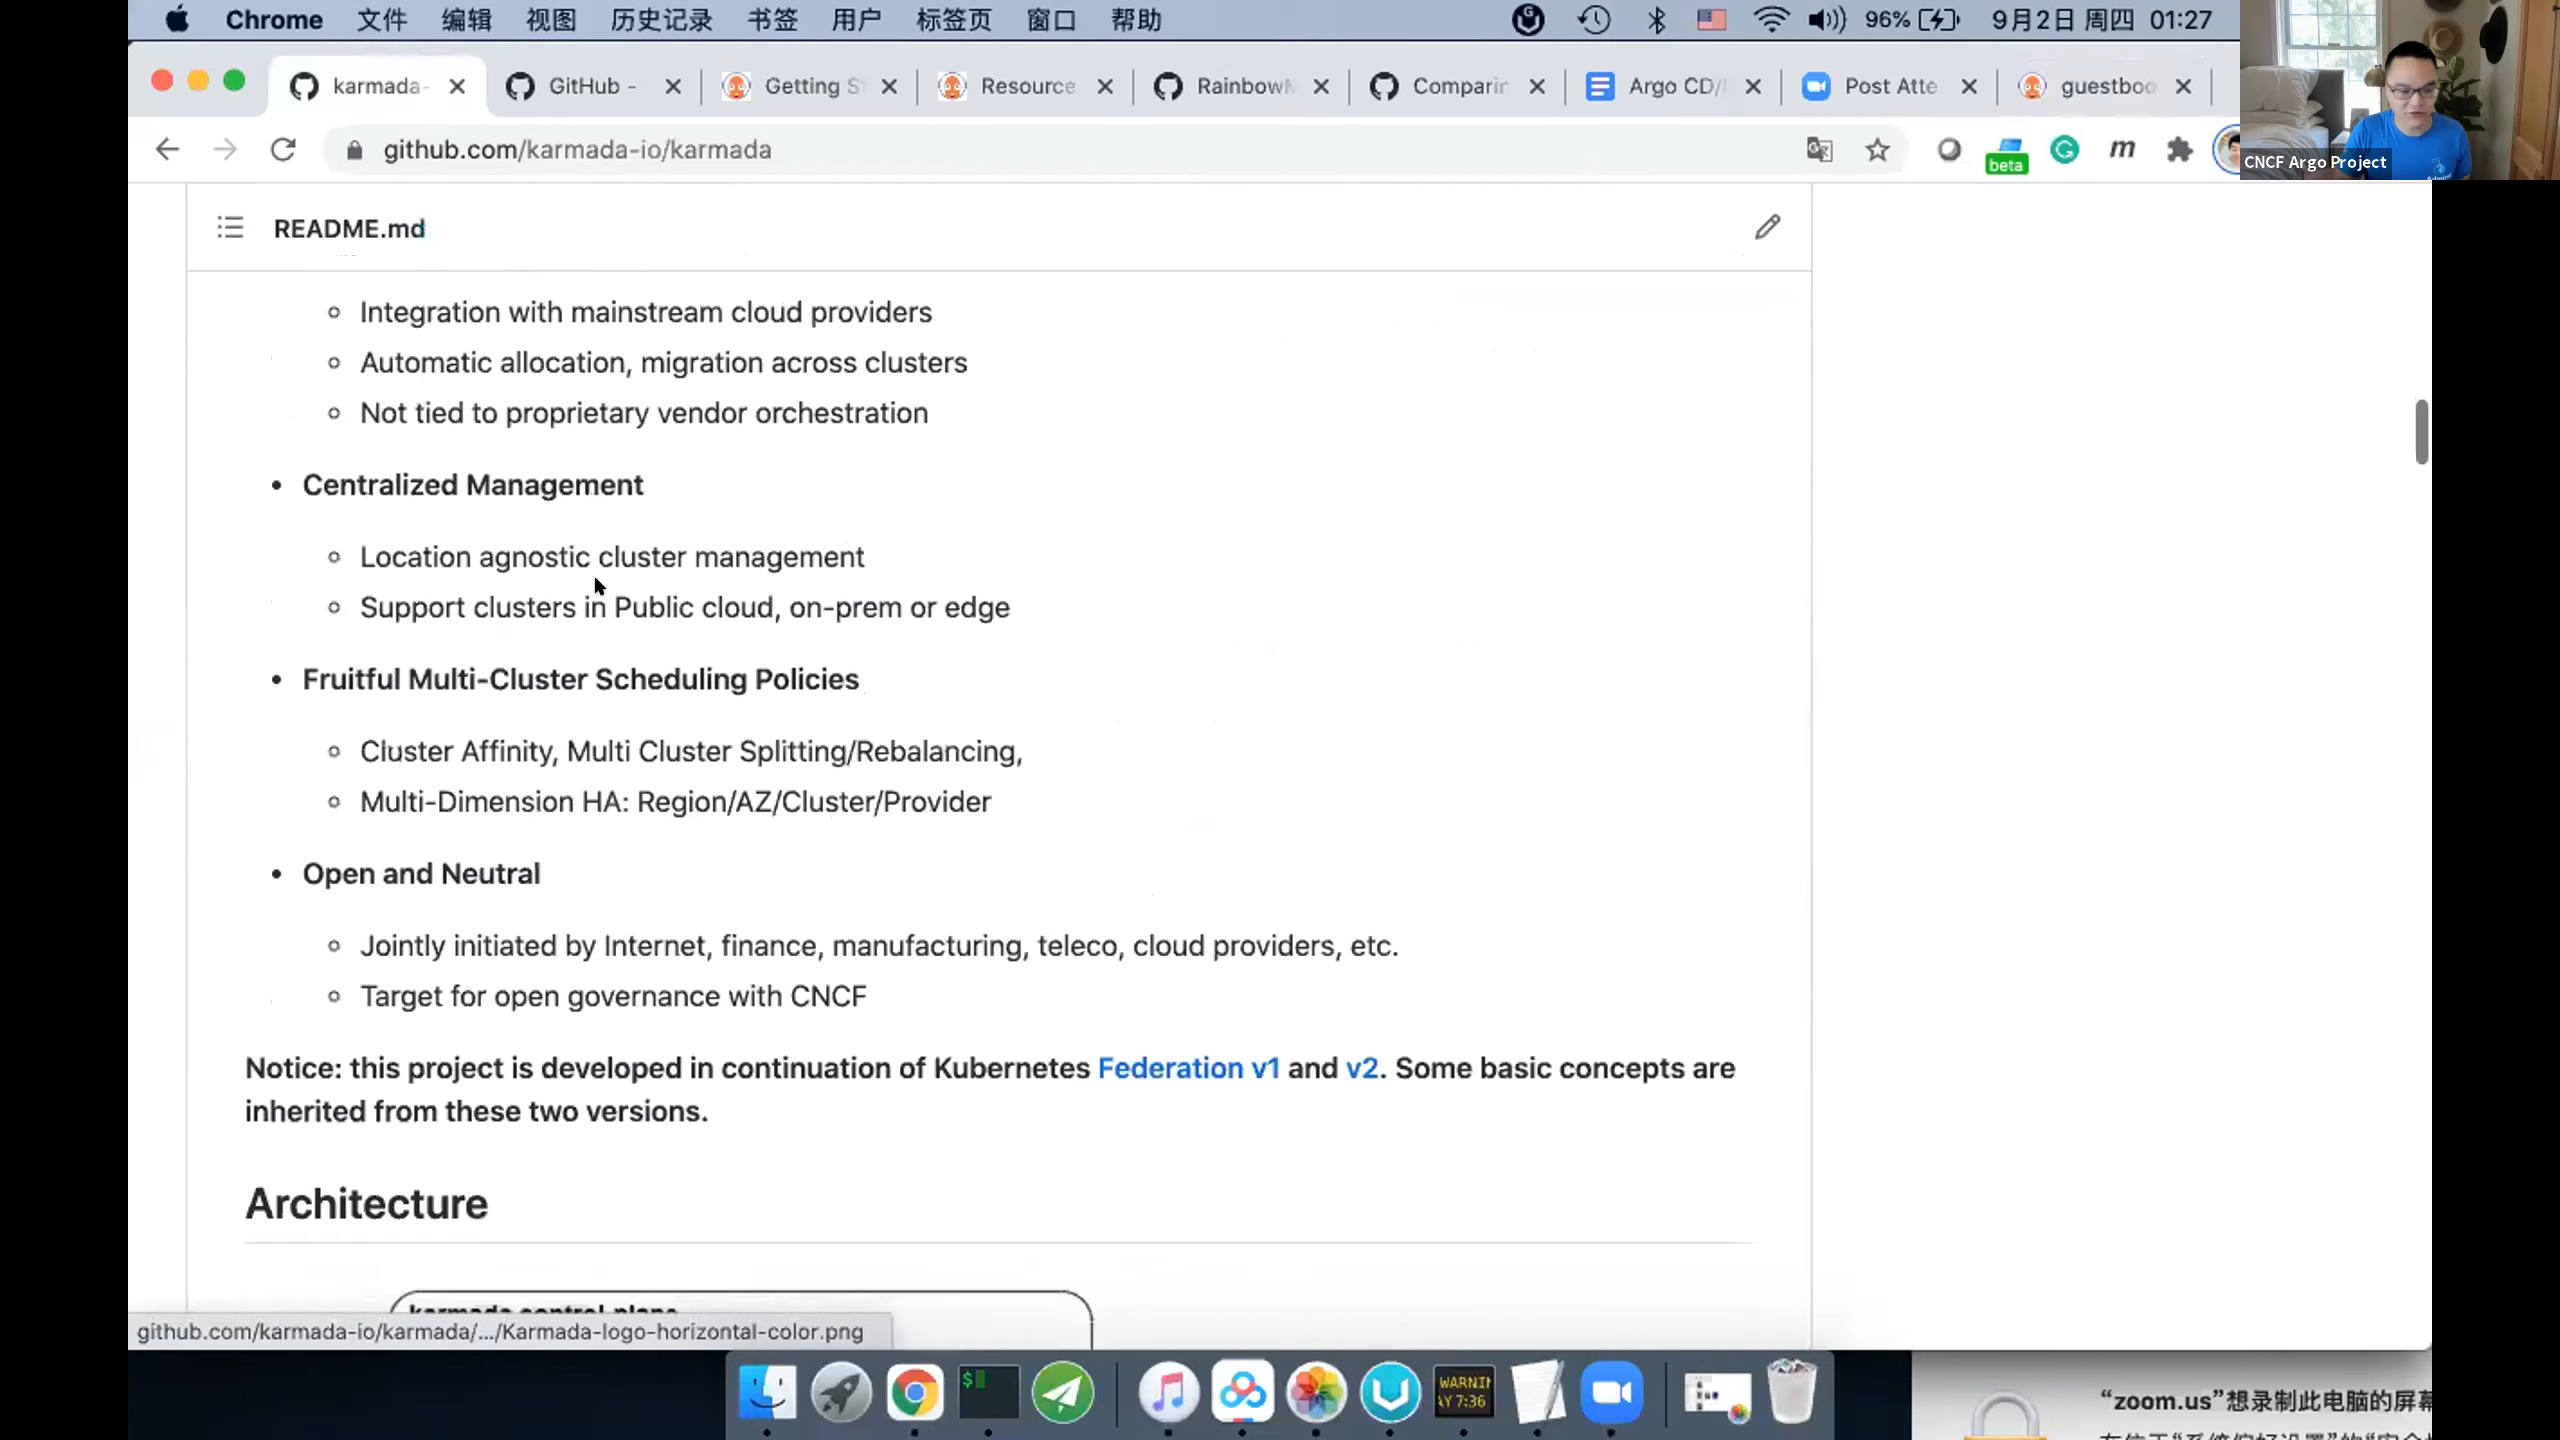 Chrome 文件 编辑 视图 历史记录 书签 用户 标签页 窗口 帮助 96% 9月2日 周四 01:27
karmada- GitHub - Getting S Resource Rainbow Comparin Argo CD/ Post Atte guestboo
github.com/karmada-io/karmada
beta
CNCF Argo Project
README.md
Integration with mainstream cloud providers
Automatic allocation, migration across clusters
Not tied to proprietary vendor orchestration
Centralized Management
Location agnostic cluster management
Support clusters in Public cloud, on-prem or edge
Fruitful Multi-Cluster Scheduling Policies
Cluster Affinity, Multi Cluster Splitting/Rebalancing,
Multi-Dimension HA: Region/AZ/Cluster/Provider
Open and Neutral
Jointly initiated by Internet, finance, manufacturing, teleco, cloud providers, etc.
Target for open governance with CNCF
Notice: this project is developed in continuation of Kubernetes Federation v1 and v2. Some basic concepts are
inherited from these two versions.
Architecture
karmada control plane
github.com/karmada-io/karmada/.../Karmada-logo-horizontal-color.png
WARNIN
AY 7:36
“zoom.us”想录制此电脑的屏幕